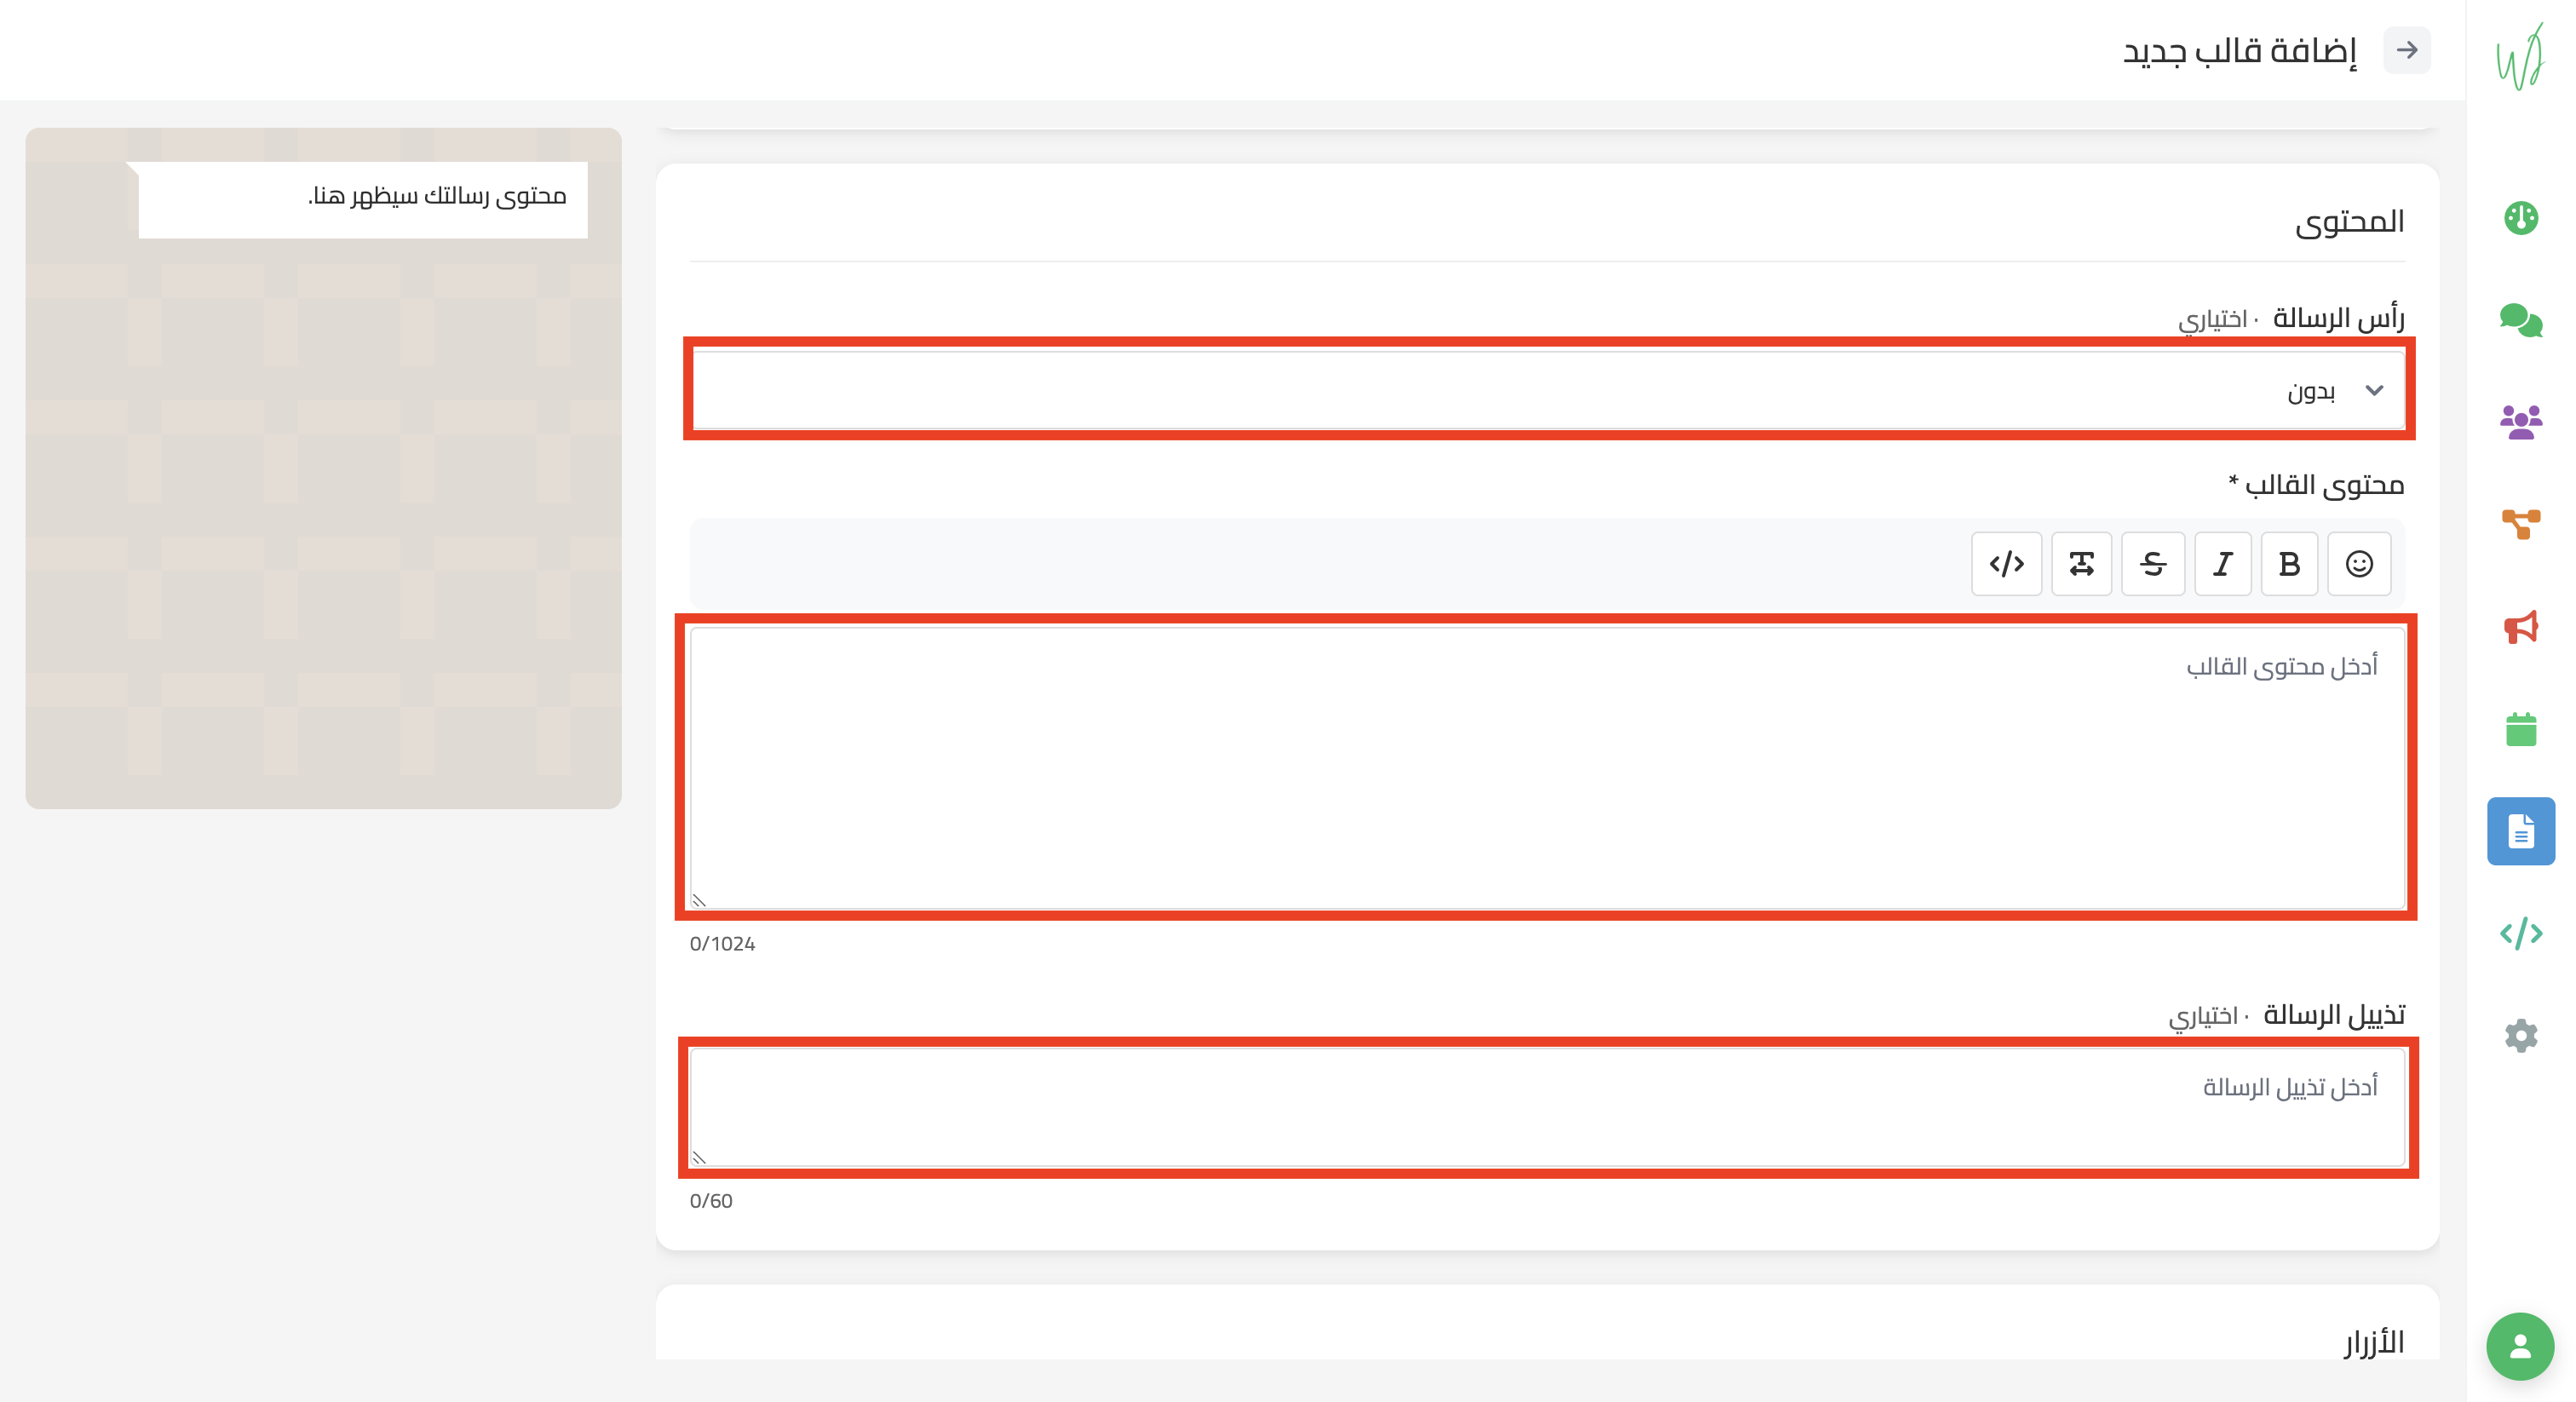 إضافة قالب جديد
المحتوى
رأس الرسالة · اختياري
بدون
محتوى القالب *
أدخل محتوى القالب
0/1024
تذييل الرسالة · اختياري
أدخل تذييل الرسالة
0/60
الأزرار
محتوى رسالتك سيظهر هنا.